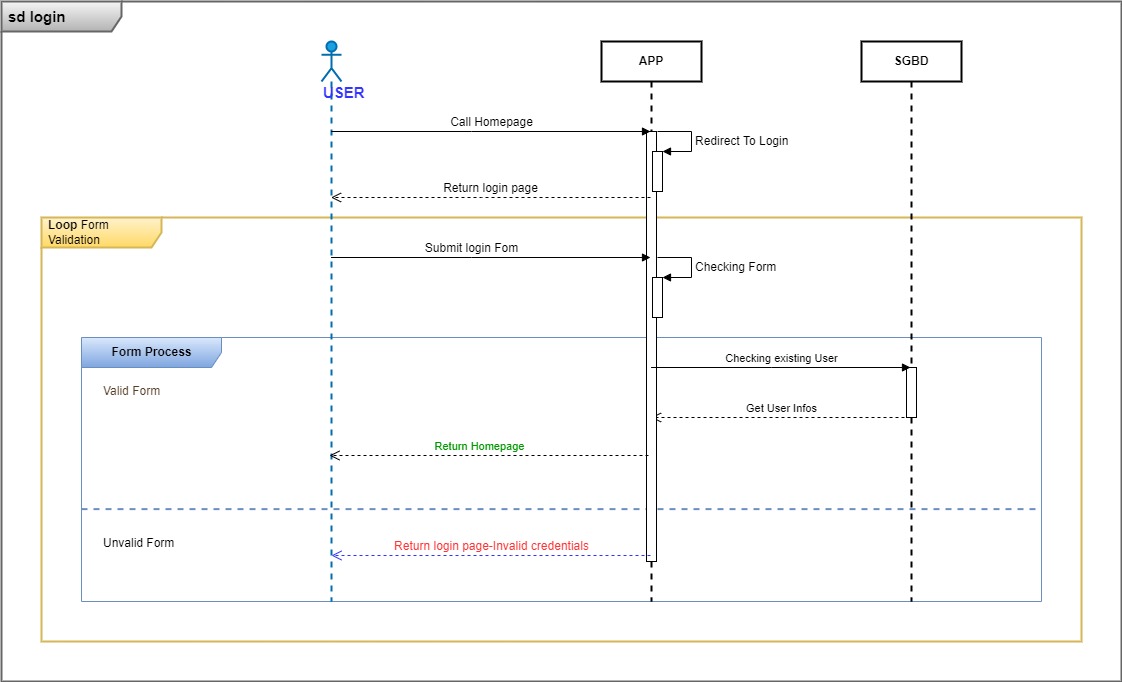 sd login
USER
APP
SGBD
Call Homepage
Redirect To Login
Return login page
Loop Form
Validation
Submit login Fom
Checking Form
Form Process
Checking existing User
Valid Form
Get User Infos
Return Homepage
Unvalid Form
Return login page-Invalid credentials